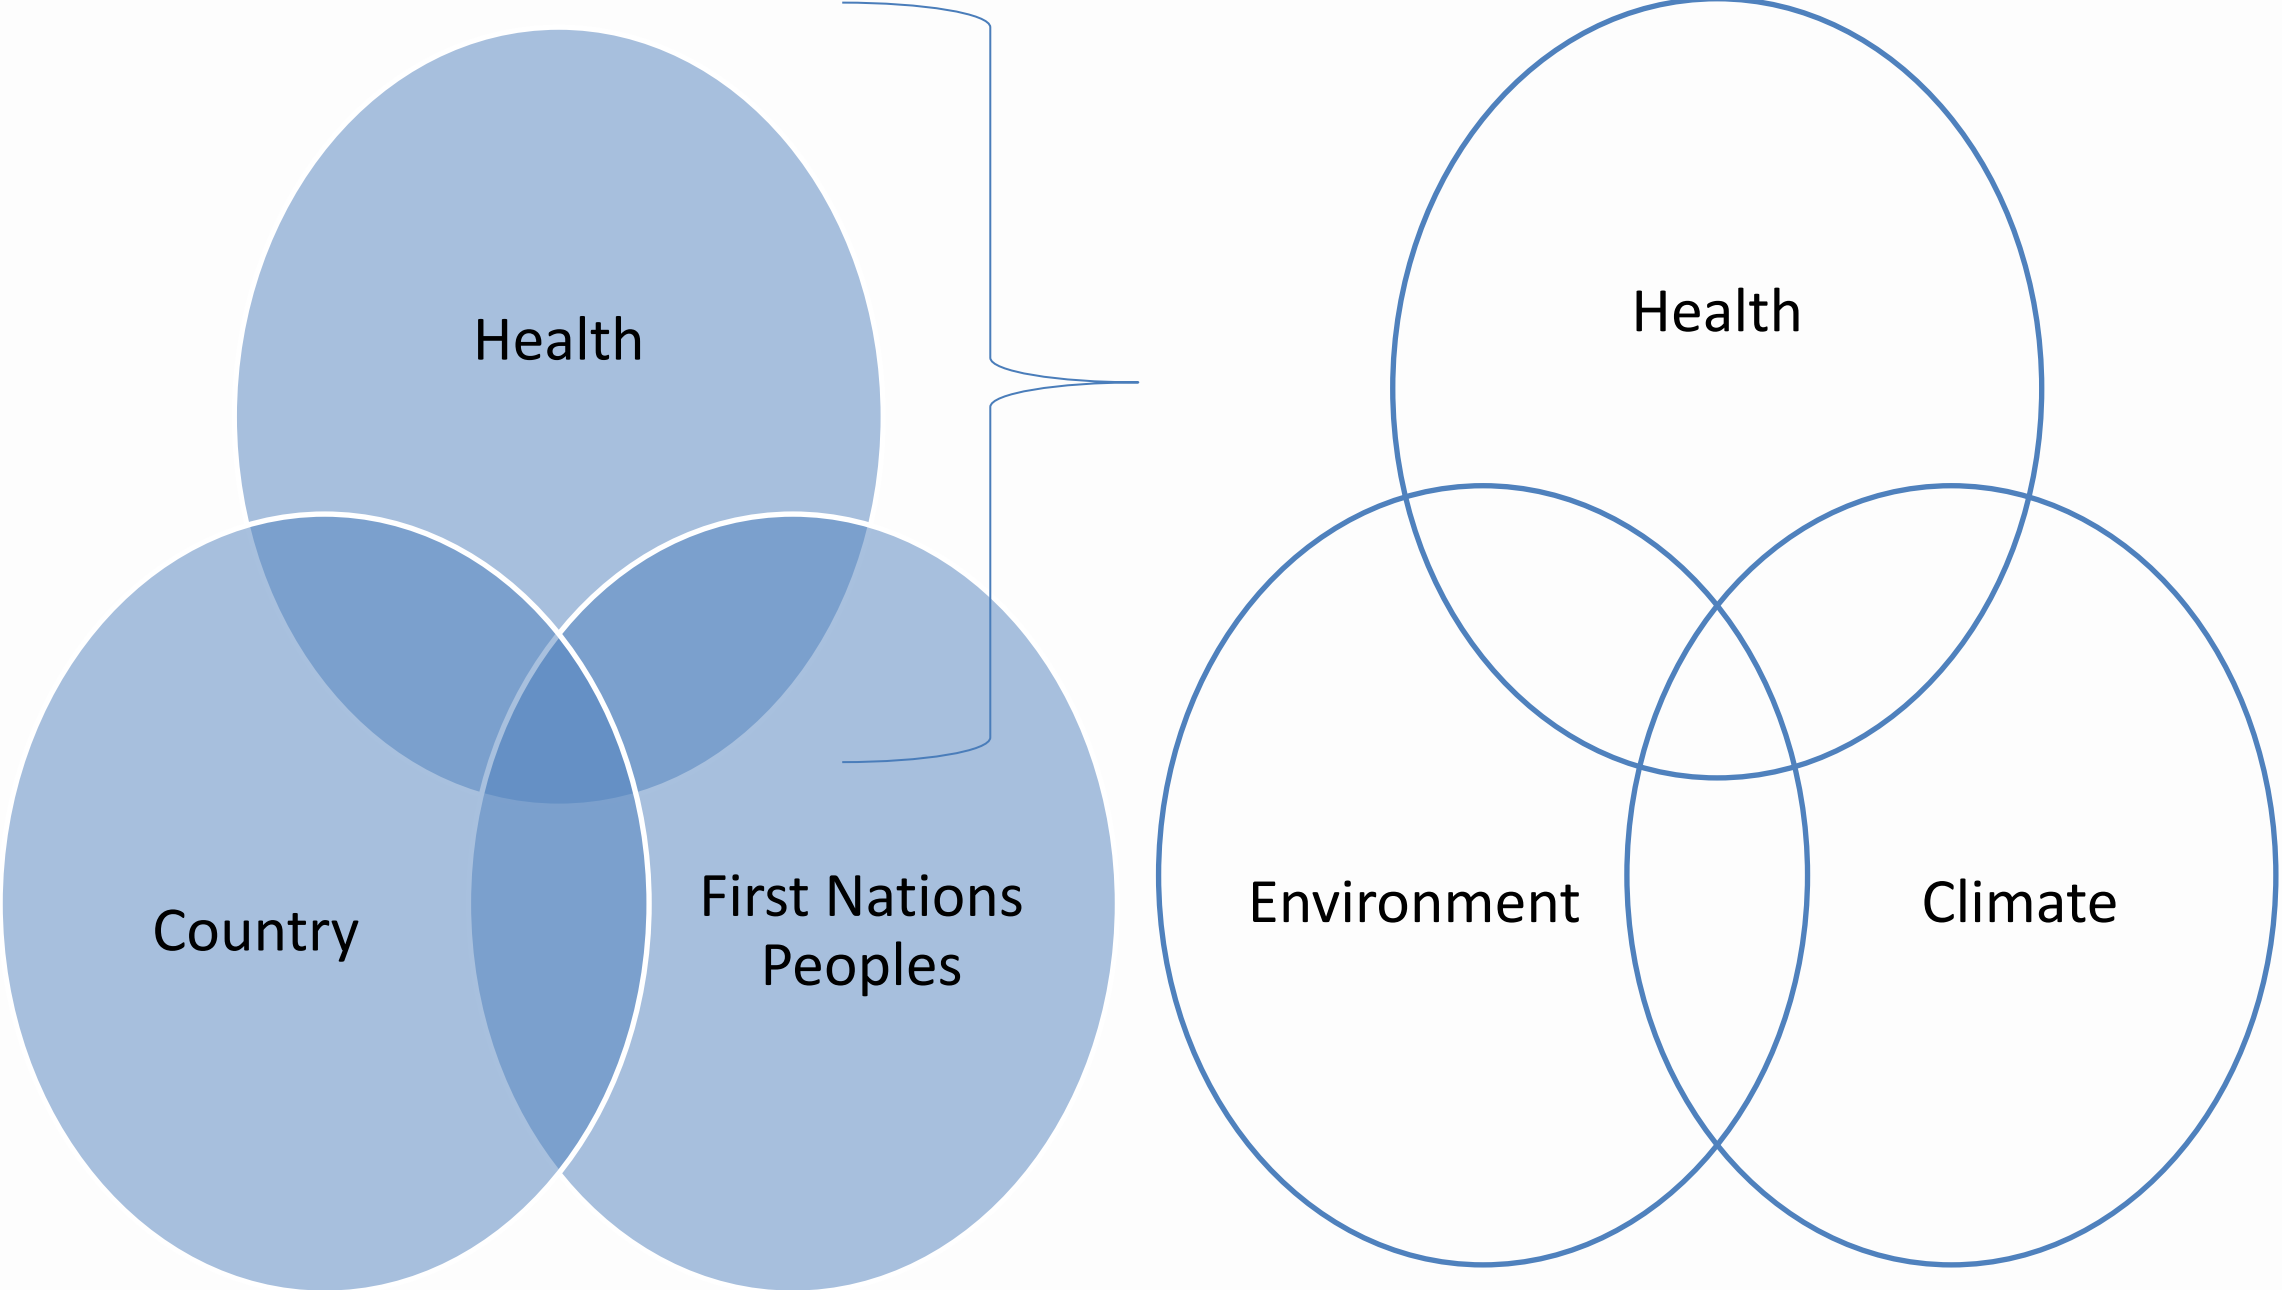 Health
Country
First Nations
Peoples
Health
Environment
Climate